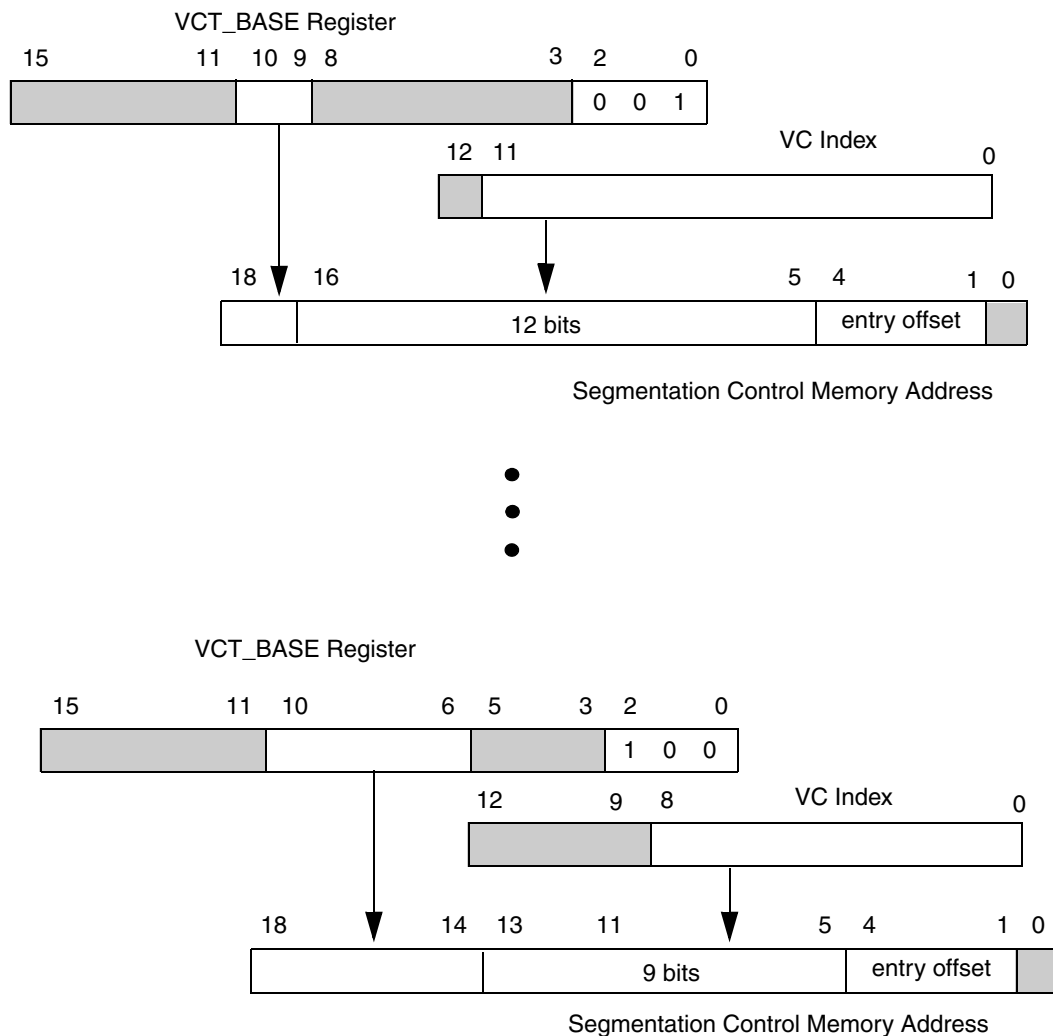 VCT_BASE Register
15 11 10 9 8 3 2 0
0 0 1
VC Index
12 11 0
18 16 5 4 1 0
12 bits entry offset
Segmentation Control Memory Address
VCT_BASE Register
15 11 10 6 5 3 2 0
1 0 0
VC Index
12 9 8 0
18 14 13 11 5 4 1 0
9 bits entry offset
Segmentation Control Memory Address